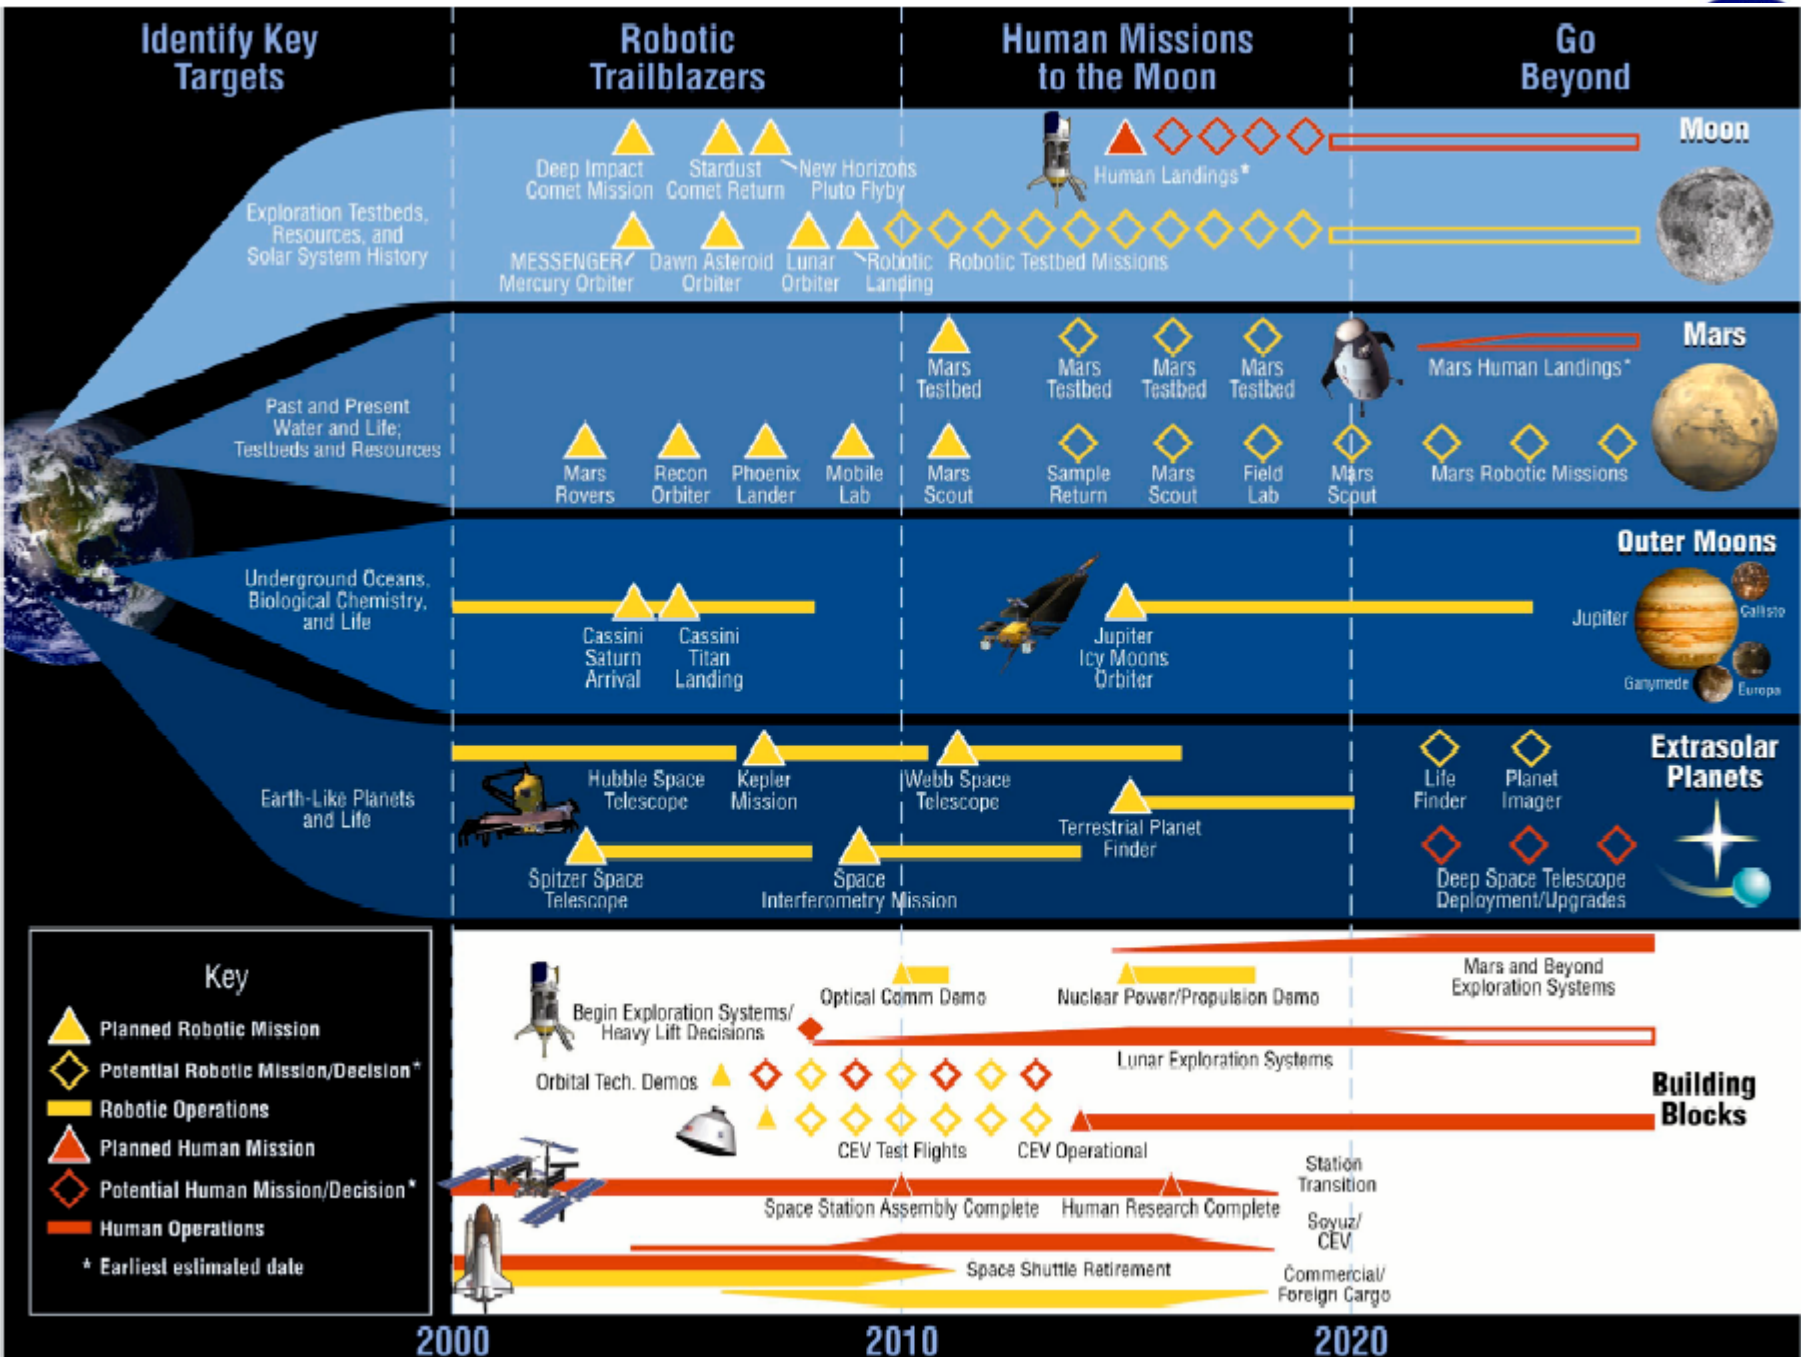 Identify Key
Targets
Robotic
Trailblazers
Human Missions
to the Moon
Go
Beyond
Exploration Testbeds,
Resources, and
Solar System History
Deep Impact
Comet Mission
Stardust
Comet Return
New Horizons
Pluto Flyby
Human Landings*
Moon
MESSENGER
Mercury Orbiter
Dawn Asteroid
Orbiter
Lunar
Orbiter
Robotic
Landing
Robotic Testbed Missions
Past and Present
Water and Life;
Testbeds and Resources
Mars
Testbed
Mars
Testbed
Mars
Testbed
Mars
Testbed
Mars Human Landings*
Mars
Mars
Rovers
Recon
Orbiter
Phoenix
Lander
Mobile
Lab
Mars
Scout
Sample
Return
Mars
Scout
Field
Lab
Mars
Scout
Mars Robotic Missions
Underground Oceans,
Biological Chemistry,
and Life
Cassini
Saturn
Arrival
Cassini
Titan
Landing
Jupiter
Icy Moons
Orbiter
Outer Moons
Jupiter
Callisto
Ganymede
Europa
Earth-Like Planets
and Life
Hubble Space
Telescope
Kepler
Mission
Webb Space
Telescope
Terrestrial Planet
Finder
Life
Finder
Planet
Imager
Extrasolar
Planets
Spitzer Space
Telescope
Space
Interferometry Mission
Deep Space Telescope
Deployment/Upgrades
Key
Planned Robotic Mission
Potential Robotic Mission/Decision*
Robotic Operations
Planned Human Mission
Potential Human Mission/Decision*
Human Operations
* Earliest estimated date
Optical Comm Demo
Nuclear Power/Propulsion Demo
Mars and Beyond
Exploration Systems
Begin Exploration Systems/
Heavy Lift Decisions
Lunar Exploration Systems
Orbital Tech. Demos
Building
Blocks
CEV Test Flights
CEV Operational
Space Station Assembly Complete
Human Research Complete
Station
Transition
Soyuz/
CEV
Space Shuttle Retirement
Commercial/
Foreign Cargo
2000
2010
2020